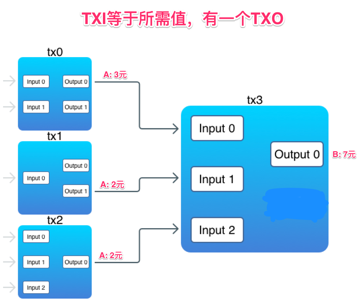 TXI等于所需值，有一个TXO
tx0
Input 0
Output 0
Input 1
Output 1
A: 3元
tx1
Input 0
Output 0
Output 1
A: 2元
tx2
Input 0
Input 1
Output 0
Input 2
A: 2元
tx3
Input 0
Output 0
Input 1
Input 2
B: 7元